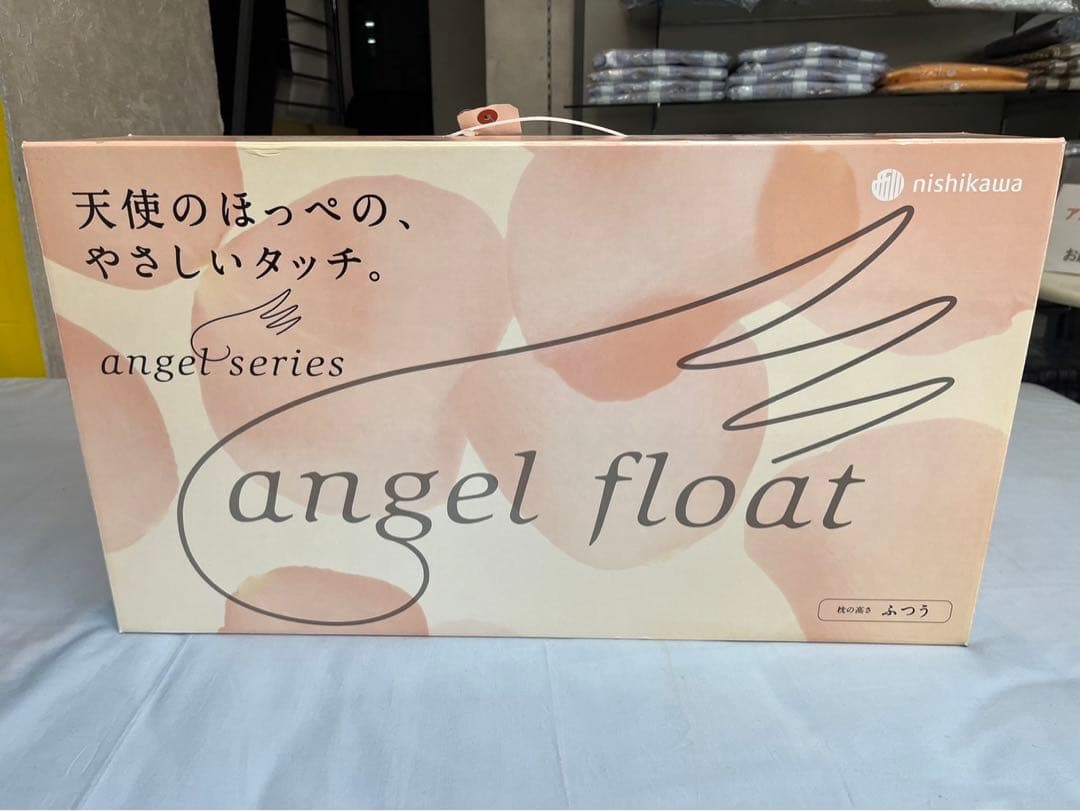 天使のほっぺの、
やさしいタッチ。
angel series
nishikawa
angel float
枕の高さ ふつう